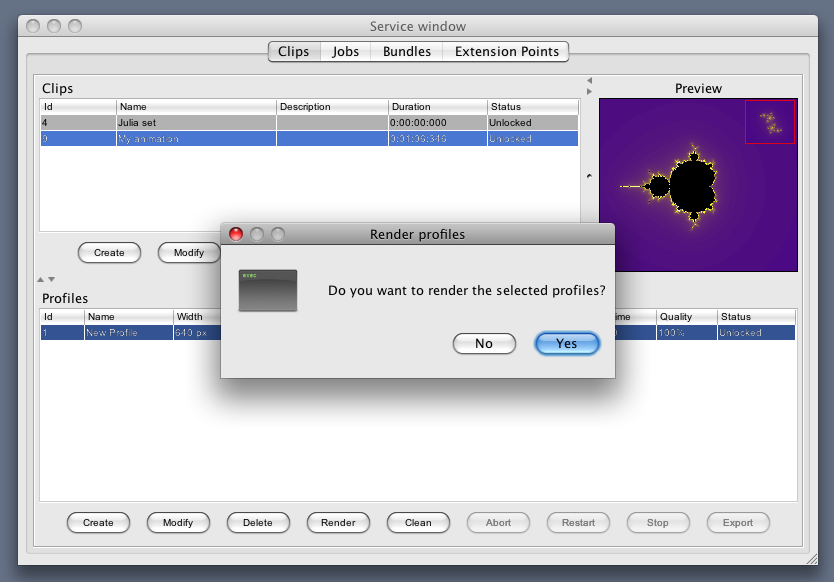 Service window
Clips Jobs Bundles Extension Points
Clips
Preview
Id Name Description Duration Status
4 Julia set 0:00:00:000 Unlocked
9 My animation 0:01:06:346 Unlocked
Create Modify
Render profiles
exec
Do you want to render the selected profiles?
No Yes
Profiles
Id Name Width Quality Status
1 New Profile 640 px 100% Unlocked
Create Modify Delete Render Clean Abort Restart Stop Export